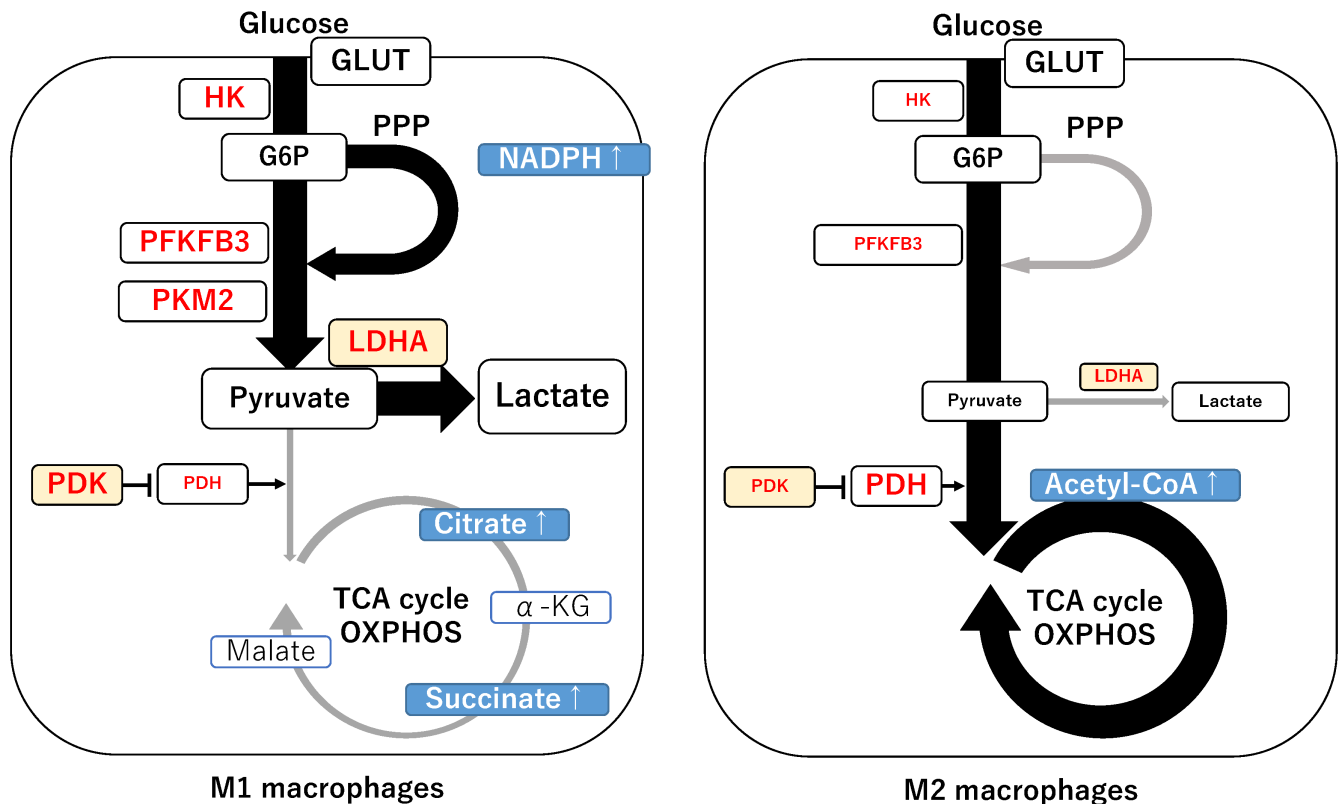 Glucose
GLUT
HK
PPP
G6P
NADPH ↑
PFKFB3
PKM2
LDHA
Pyruvate
Lactate
PDK
PDH
Citrate ↑
TCA cycle
OXPHOS
α-KG
Malate
Succinate ↑
M1 macrophages
Glucose
GLUT
HK
PPP
G6P
PFKFB3
LDHA
Pyruvate
Lactate
PDK
PDH
Acetyl-CoA ↑
TCA cycle
OXPHOS
M2 macrophages